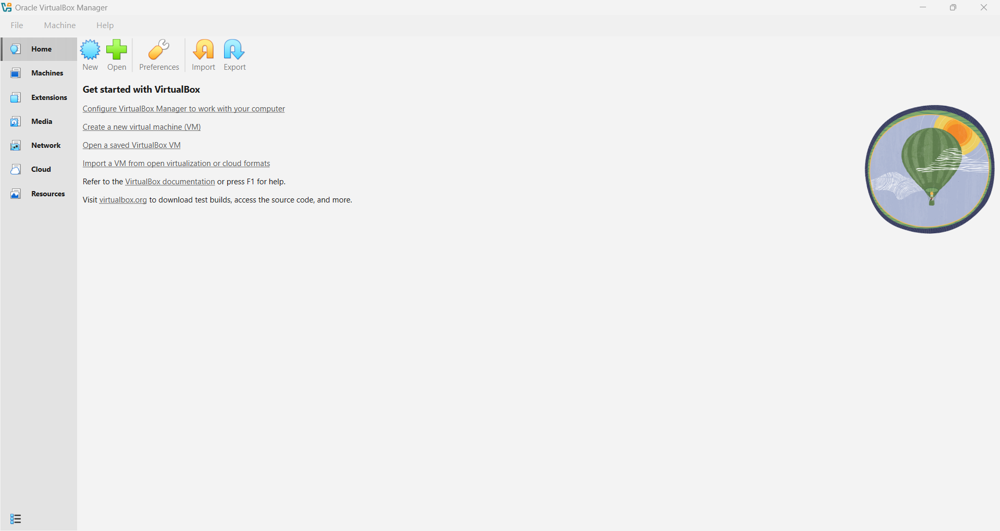 Oracle VirtualBox Manager
File Machine Help
Home
Machines
Extensions
Media
Network
Cloud
Resources
New Open Preferences Import Export
Get started with VirtualBox
Configure VirtualBox Manager to work with your computer
Create a new virtual machine (VM)
Open a saved VirtualBox VM
Import a VM from open virtualization or cloud formats
Refer to the VirtualBox documentation or press F1 for help.
Visit virtualbox.org to download test builds, access the source code, and more.